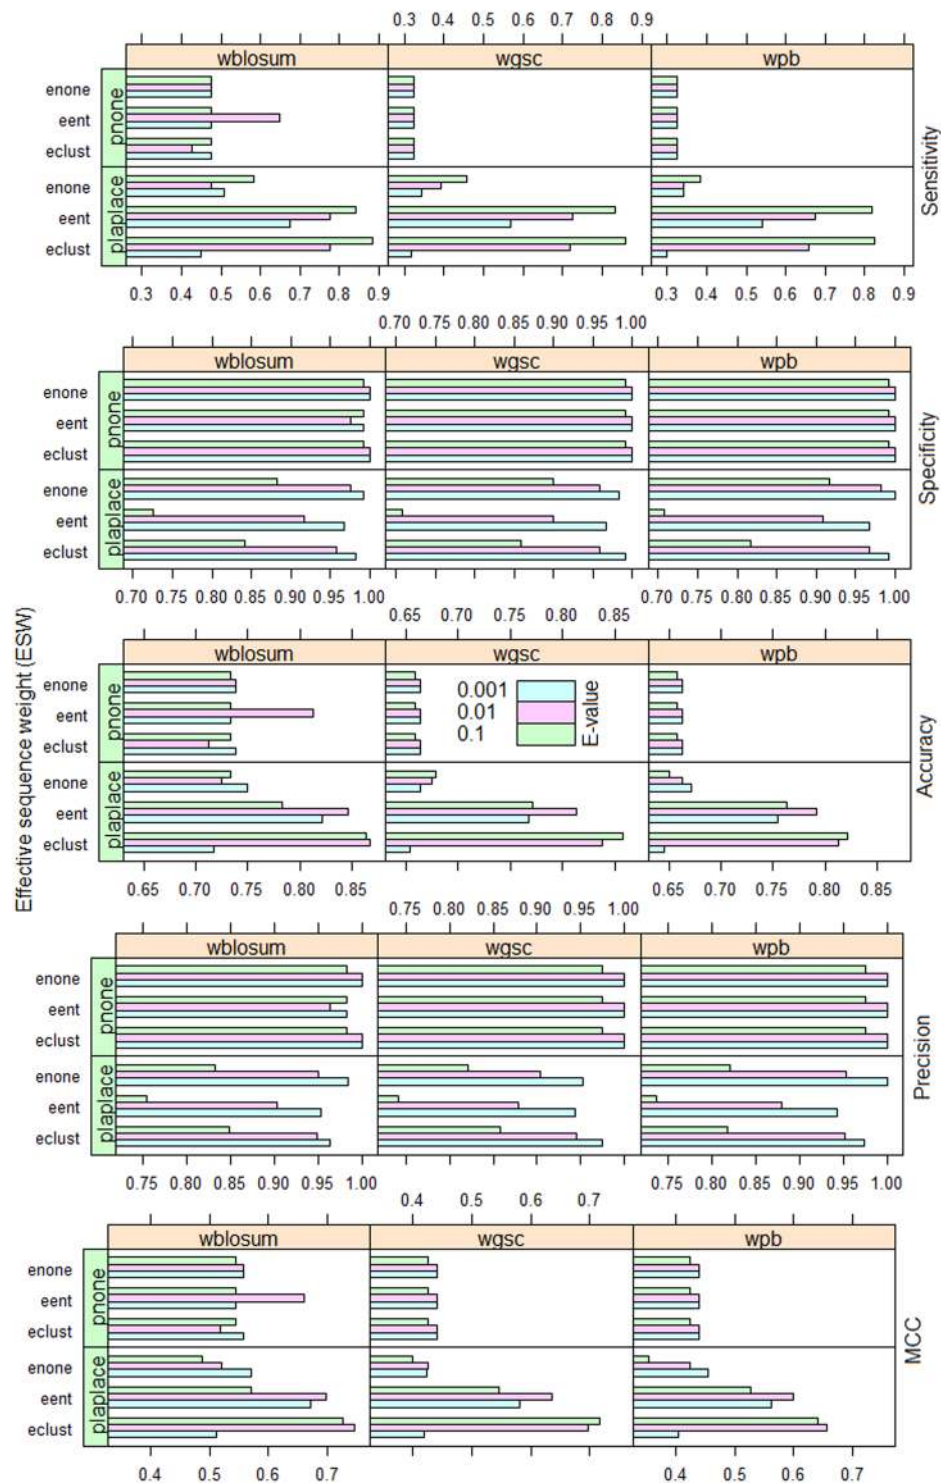 0.3 0.4 0.5 0.6 0.7 0.8 0.9
wblosum wgsc wpb
enone
eent
eclust
pnone
enone
eent
eclust
plaplace
Sensitivity
0.3 0.4 0.5 0.6 0.7 0.8 0.9 0.3 0.4 0.5 0.6 0.7 0.8 0.9
0.70 0.75 0.80 0.85 0.90 0.95 1.00
wblosum wgsc wpb
enone
eent
eclust
pnone
enone
eent
eclust
plaplace
Specificity
0.70 0.75 0.80 0.85 0.90 0.95 1.00 0.70 0.75 0.80 0.85 0.90 0.95 1.00
Effective sequence weight (ESW)
0.65 0.70 0.75 0.80 0.85
wblosum wgsc wpb
enone
eent
eclust
pnone
0.001
0.01
0.1
E-value
enone
eent
eclust
plaplace
Accuracy
0.65 0.70 0.75 0.80 0.85 0.65 0.70 0.75 0.80 0.85
0.75 0.80 0.85 0.90 0.95 1.00
wblosum wgsc wpb
enone
eent
eclust
pnone
enone
eent
eclust
plaplace
Precision
0.75 0.80 0.85 0.90 0.95 1.00 0.75 0.80 0.85 0.90 0.95 1.00
0.4 0.5 0.6 0.7
wblosum wgsc wpb
enone
eent
eclust
pnone
enone
eent
eclust
plaplace
MCC
0.4 0.5 0.6 0.7 0.4 0.5 0.6 0.7